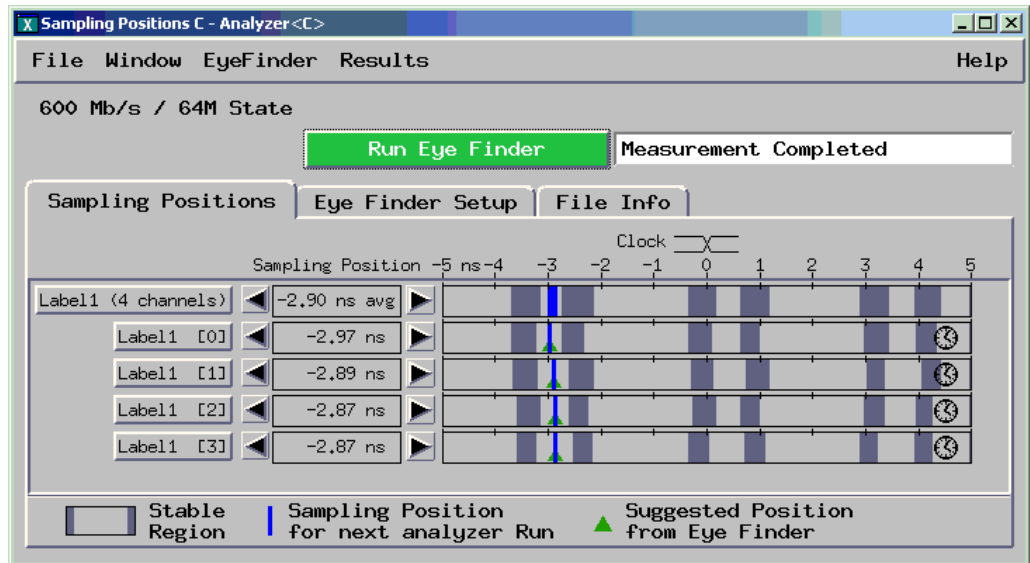 X Sampling Positions C - Analyzer<C>
File Window EyeFinder Results Help
600 Mb/s / 64M State
Run Eye Finder Measurement Completed
Sampling Positions Eye Finder Setup File Info
Clock
Sampling Position -5 ns -4 -3 -2 -1 0 1 2 3 4 5
Label1 (4 channels) -2.90 ns avg
Label1 [0] -2.97 ns
Label1 [1] -2.89 ns
Label1 [2] -2.87 ns
Label1 [3] -2.87 ns
Stable Sampling Position Suggested Position
Region for next analyzer Run from Eye Finder